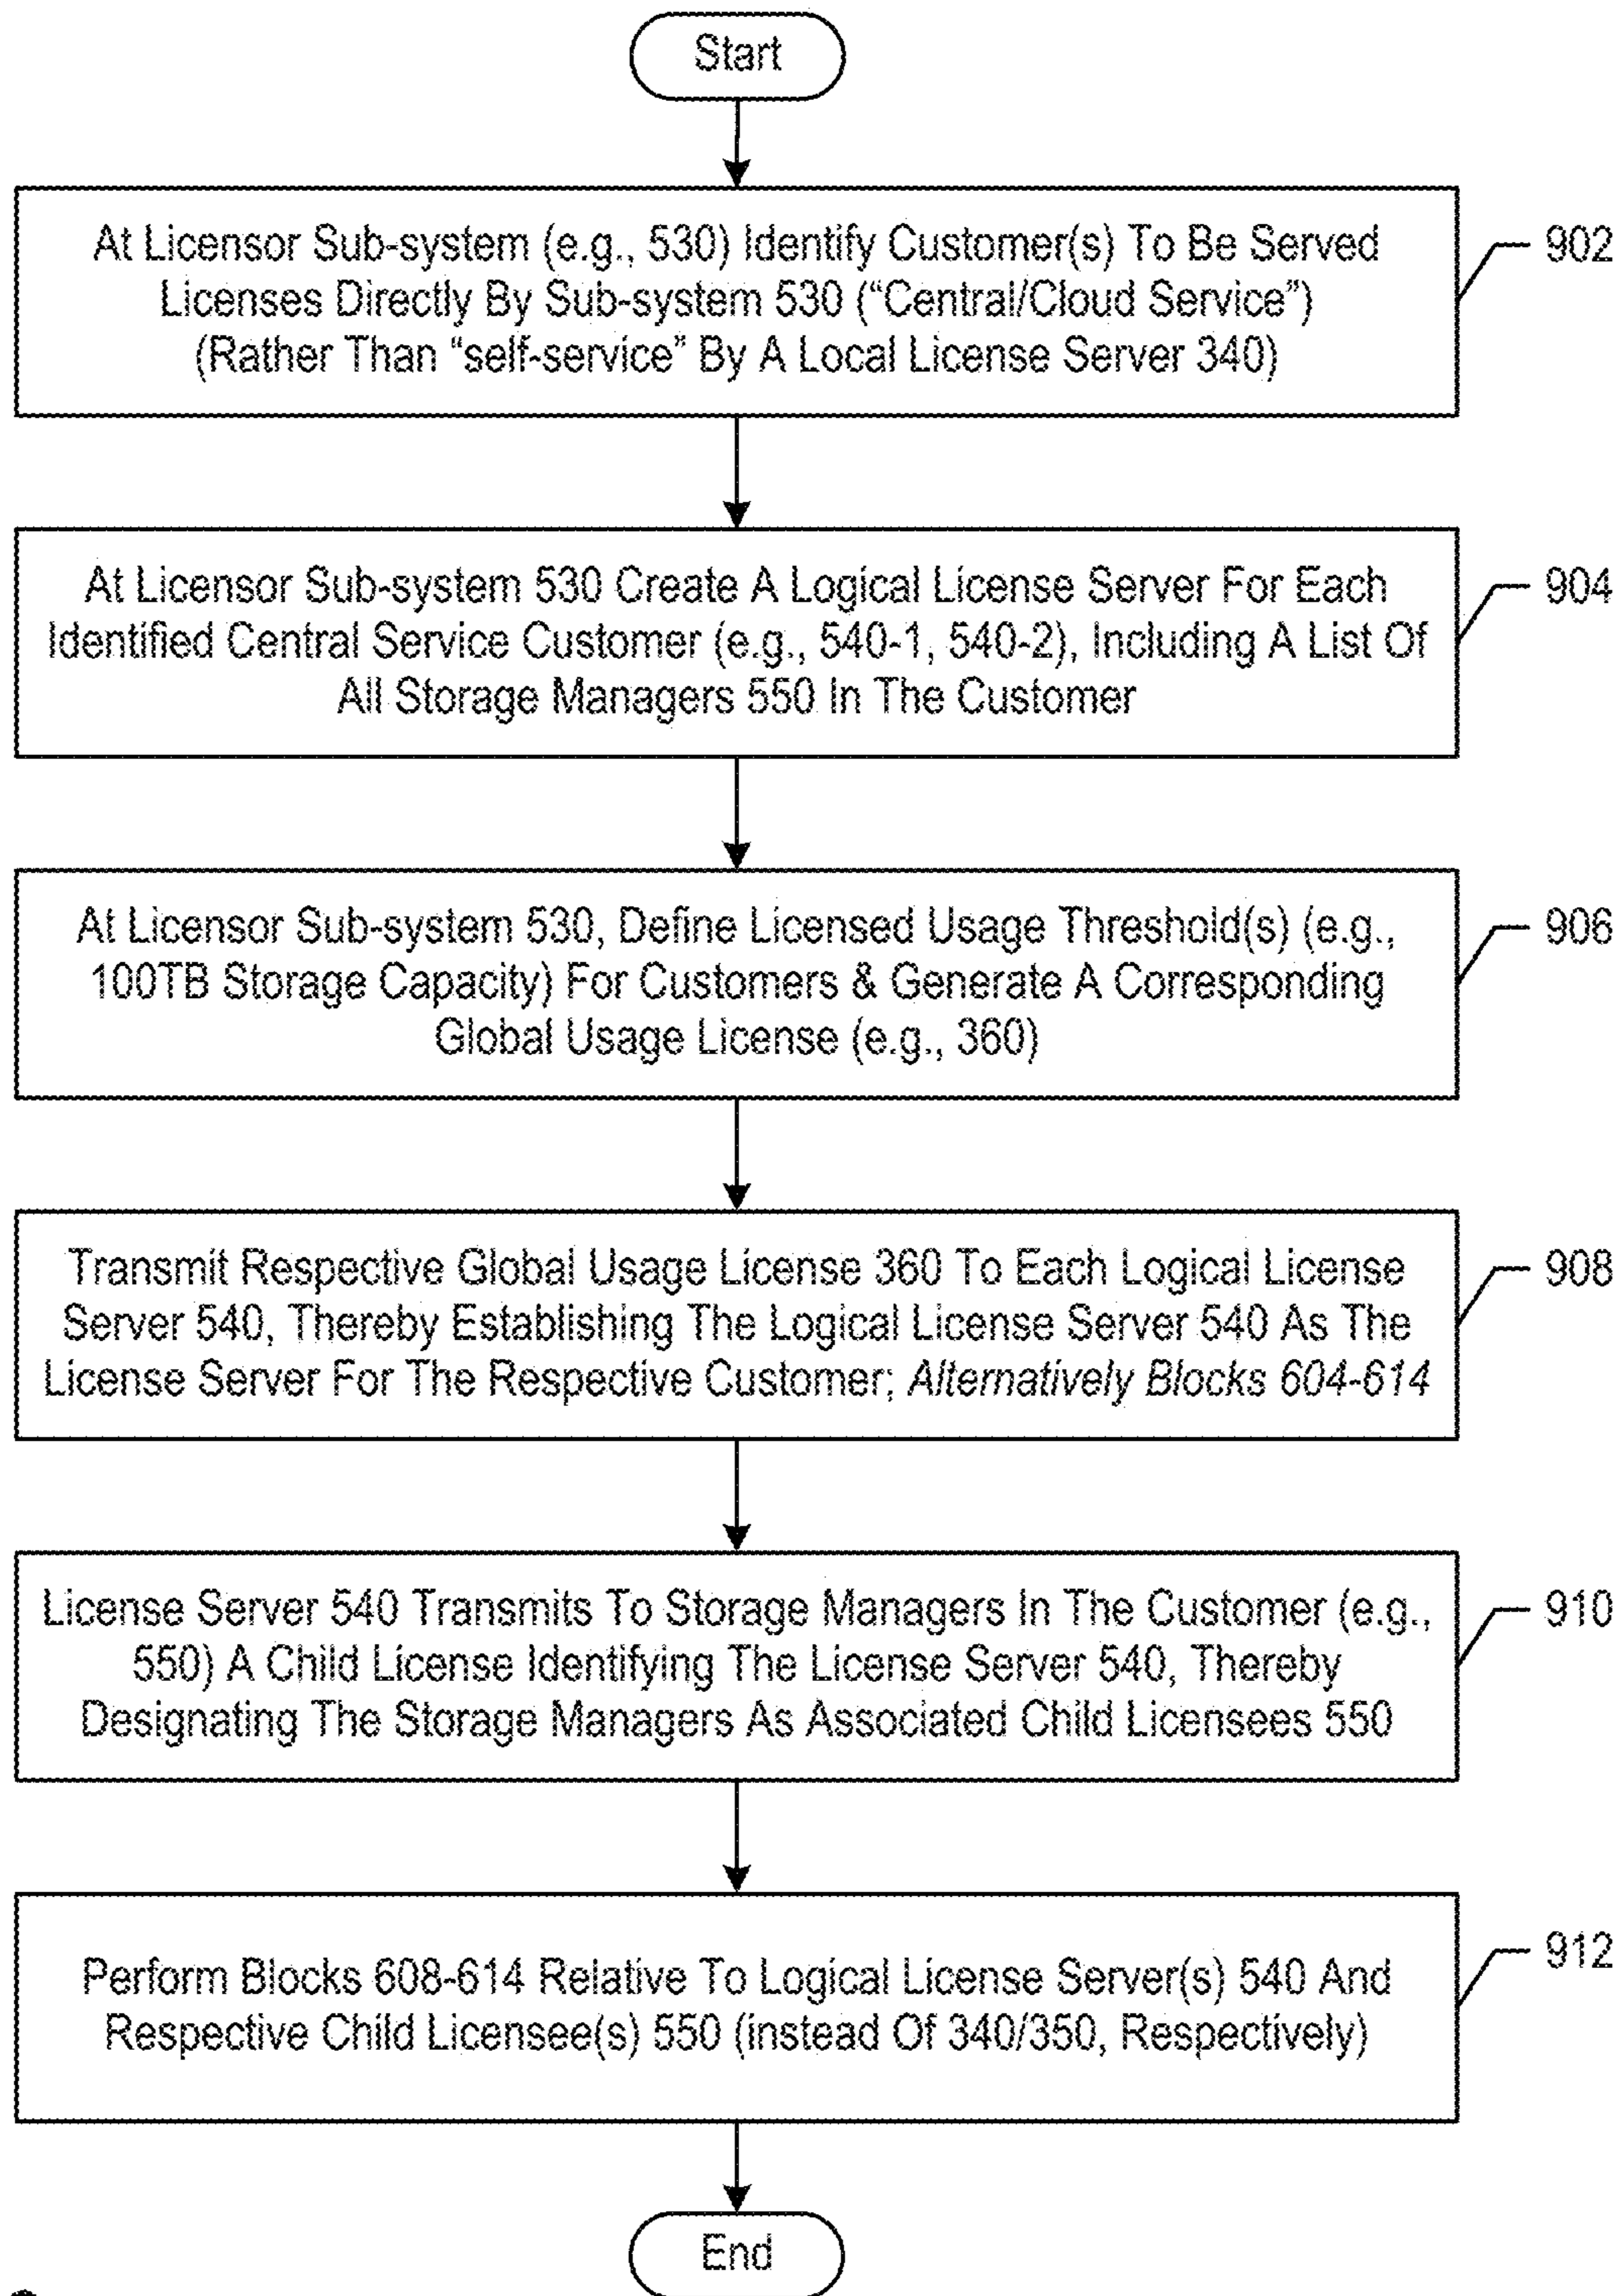 Start
At Licensor Sub-system (e.g., 530) Identify Customer(s) To Be Served
Licenses Directly By Sub-system 530 (“Central/Cloud Service”)
(Rather Than “self-service” By A Local License Server 340)
902
At Licensor Sub-system 530 Create A Logical License Server For Each
Identified Central Service Customer (e.g., 540-1, 540-2), Including A List Of
All Storage Managers 550 In The Customer
904
At Licensor Sub-system 530, Define Licensed Usage Threshold(s) (e.g.,
100TB Storage Capacity) For Customers & Generate A Corresponding
Global Usage License (e.g., 360)
906
Transmit Respective Global Usage License 360 To Each Logical License
Server 540, Thereby Establishing The Logical License Server 540 As The
License Server For The Respective Customer; Alternatively Blocks 604-614
908
License Server 540 Transmits To Storage Managers In The Customer (e.g.,
550) A Child License Identifying The License Server 540, Thereby
Designating The Storage Managers As Associated Child Licensees 550
910
Perform Blocks 608-614 Relative To Logical License Server(s) 540 And
Respective Child Licensee(s) 550 (instead Of 340/350, Respectively)
912
End